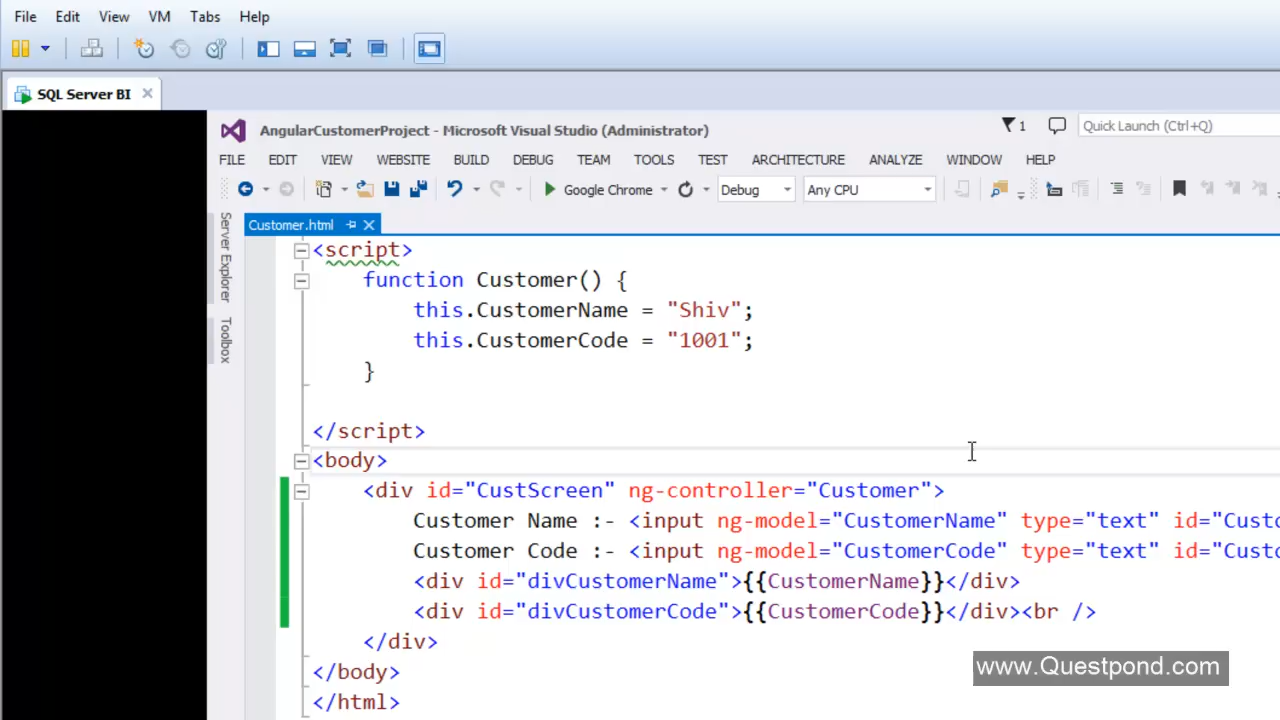 File Edit View VM Tabs Help
SQL Server BI
AngularCustomerProject - Microsoft Visual Studio (Administrator)
1
Quick Launch (Ctrl+Q)
FILE EDIT VIEW WEBSITE BUILD DEBUG TEAM TOOLS TEST ARCHITECTURE ANALYZE WINDOW HELP
Google Chrome Debug Any CPU
Server Explorer
Toolbox
Customer.html
<script>
function Customer() {
this.CustomerName = "Shiv";
this.CustomerCode = "1001";
}
</script>
<body>
<div id="CustScreen" ng-controller="Customer">
Customer Name :- <input ng-model="CustomerName" type="text" id="Custo
Customer Code :- <input ng-model="CustomerCode" type="text" id="Custo
<div id="divCustomerName">{{CustomerName}}</div>
<div id="divCustomerCode">{{CustomerCode}}</div><br />
</div>
</body>
</html>
www.Questpond.com